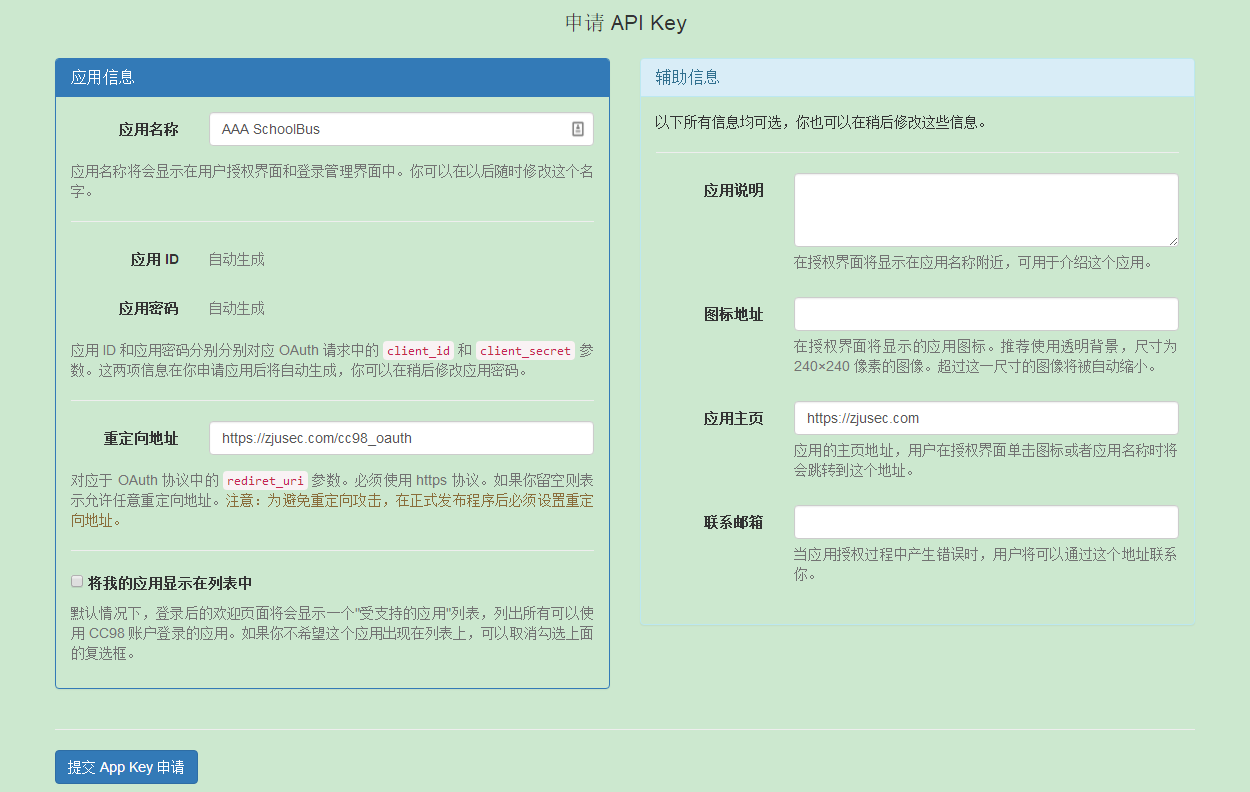 申请 API Key
应用信息
应用名称
AAA SchoolBus
应用名称将会显示在用户授权界面和登录管理界面中。你可以在以后随时修改这个名
字。
应用 ID
自动生成
应用密码
自动生成
应用 ID 和应用密码分别分别对应 OAuth 请求中的 client_id 和 client_secret 参
数。这两项信息在你申请应用后将自动生成，你可以在稍后修改应用密码。
重定向地址
https://zjusec.com/cc98_oauth
对应于 OAuth 协议中的 rediret_uri 参数。必须使用 https 协议。如果你留空则表
示允许任意重定向地址。注意：为避免重定向攻击，在正式发布程序后必须设置重定
向地址。
将我的应用显示在列表中
默认情况下，登录后的欢迎页面将会显示一个"受支持的应用"列表，列出所有可以使
用 CC98 账户登录的应用。如果你不希望这个应用出现在列表上，可以取消勾选上面
的复选框。
辅助信息
以下所有信息均可选，你也可以在稍后修改这些信息。
应用说明
在授权界面将显示在应用名称附近，可用于介绍这个应用。
图标地址
在授权界面将显示的应用图标。推荐使用透明背景，尺寸为
240×240 像素的图像。超过这一尺寸的图像将被自动缩小。
应用主页
https://zjusec.com
应用的主页地址，用户在授权界面单击图标或者应用名称时将
会跳转到这个地址。
联系邮箱
当应用授权过程中产生错误时，用户将可以通过这个地址联系
你。
提交 App Key 申请